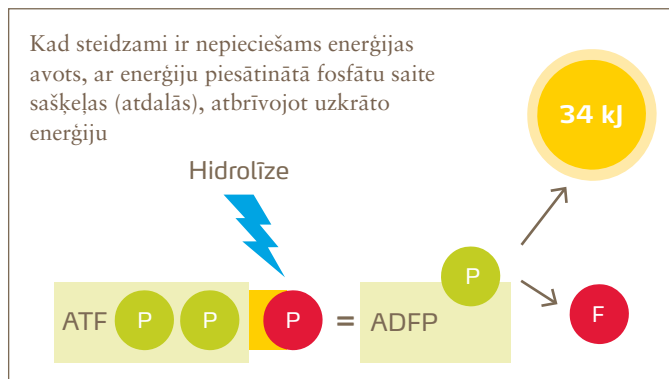 Kad steidzami ir nepieciešams enerģijas
avots, ar enerģiju piesātinātā fosfātu saite
sašķeļas (atdalās), atbrīvojot uzkrāto
enerģiju
34 kJ
Hidrolīze
P
ATF P P P = ADFP
F